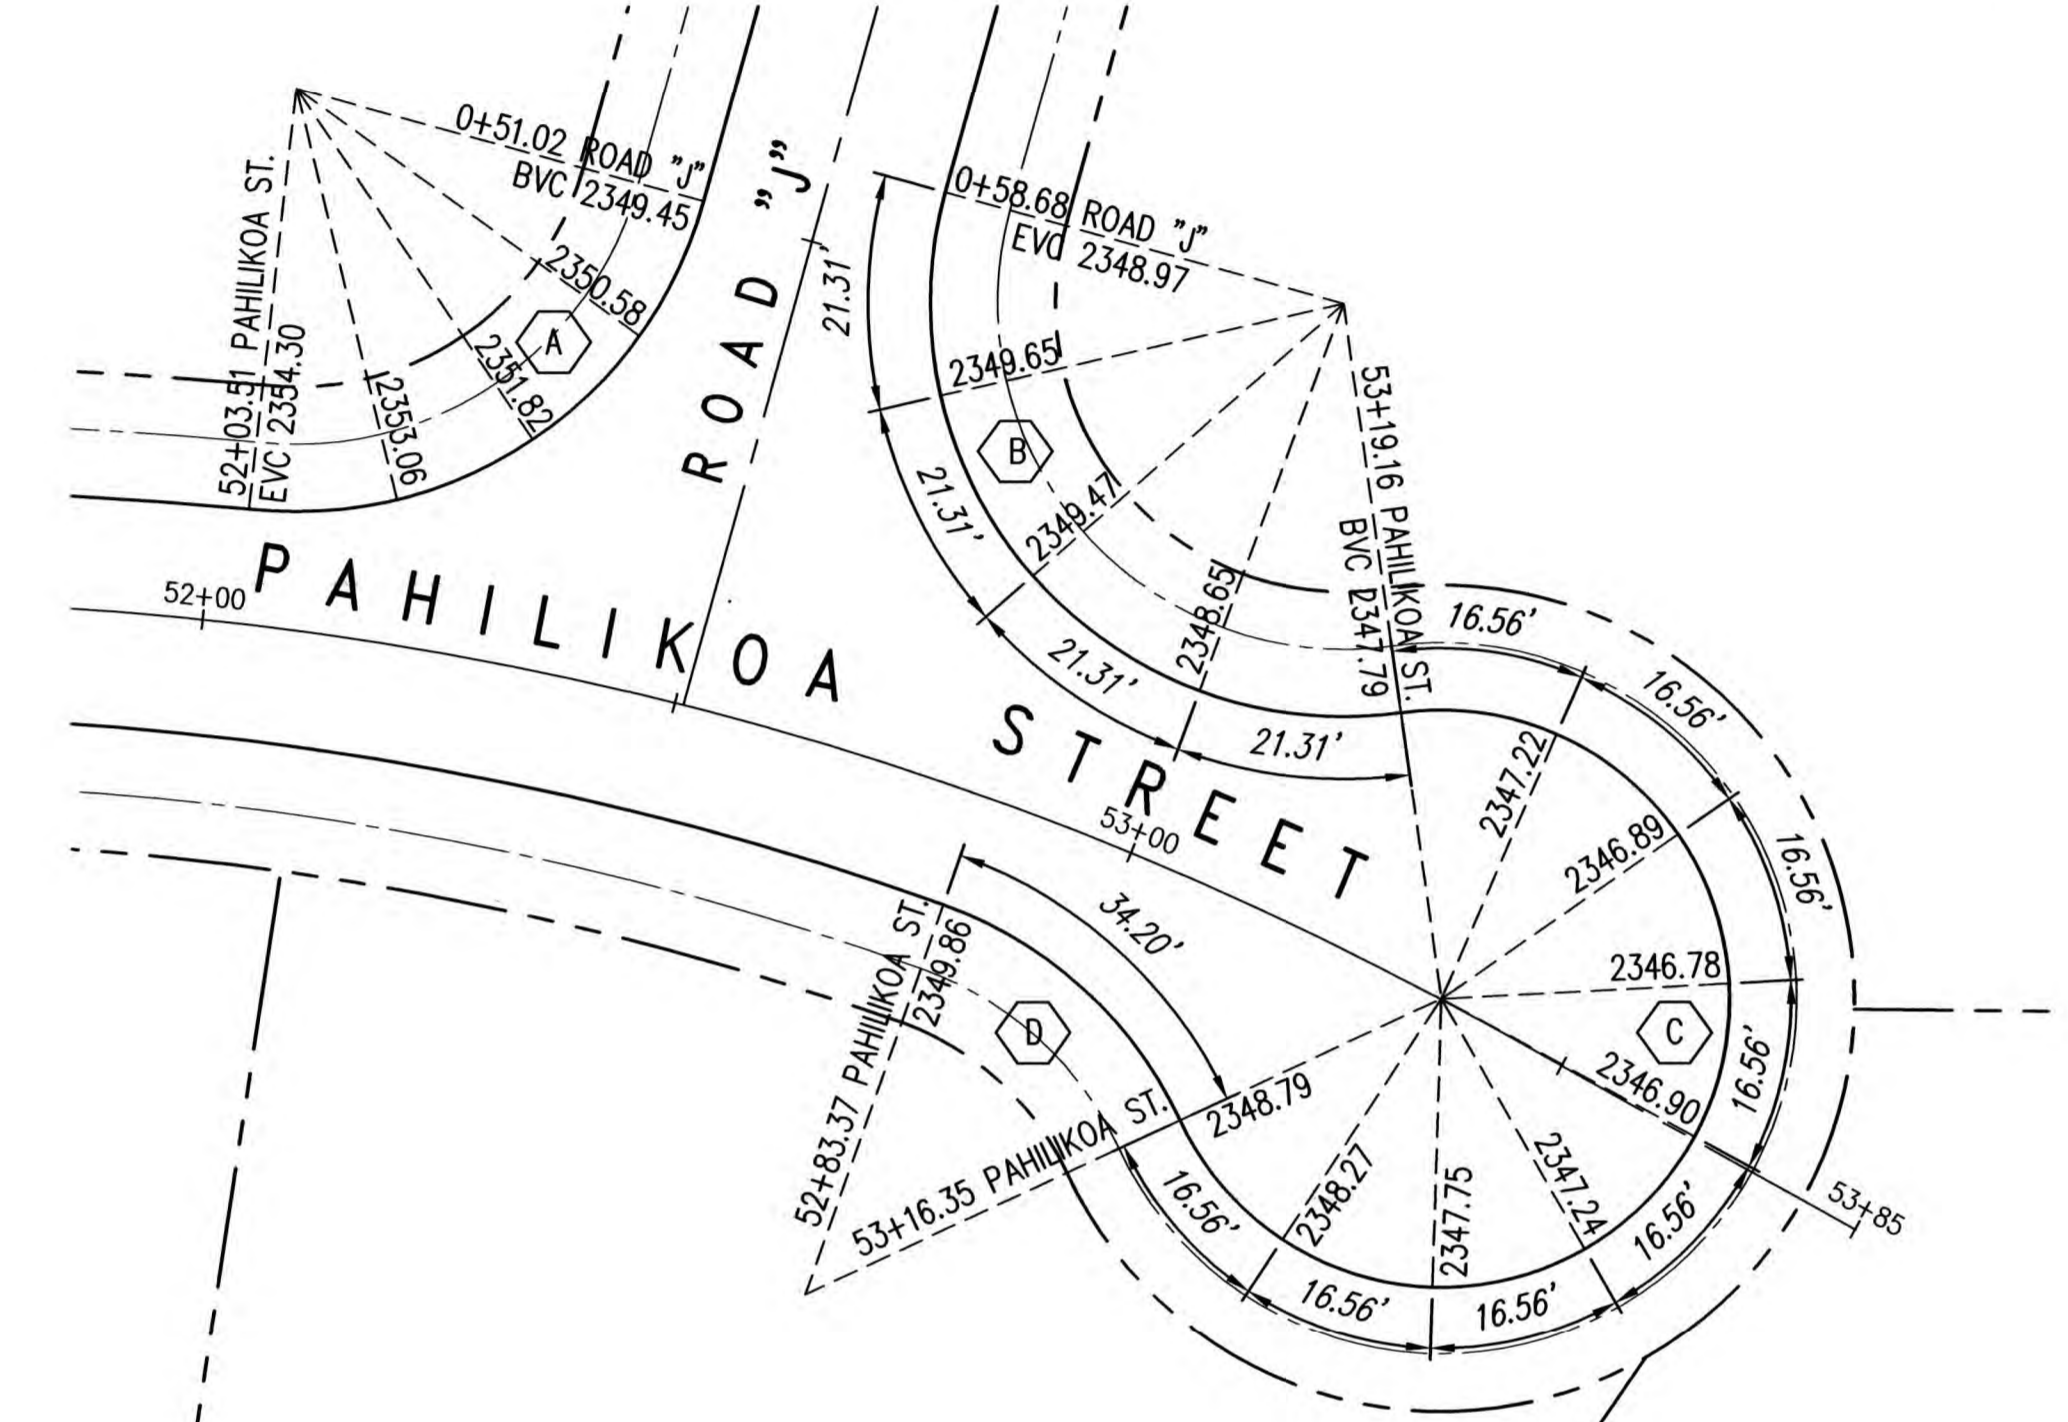 0+51.02 ROAD "J"
BVC 2349.45
52+03.51 PAHILIKOA ST.
EVC 2354.30
2353.06
2351.82
2350.58
A
ROAD "J"
0+58.68 ROAD "J"
EVC 2348.97
21.31'
2349.65
B
21.31'
2349.47
21.31'
2348.65
21.31'
53+19.16 PAHILIKOA ST.
BVC 2347.79
52+00
PAHILIKOA STREET
53+00
16.56'
16.56'
16.56'
16.56'
16.56'
16.56'
16.56'
16.56'
2347.22
2346.89
2346.78
C
2346.90
2347.24
2347.75
2348.27
2348.79
53+85
34.20'
D
52+83.37 PAHILIKOA ST.
2349.86
53+16.35 PAHILIKOA ST.